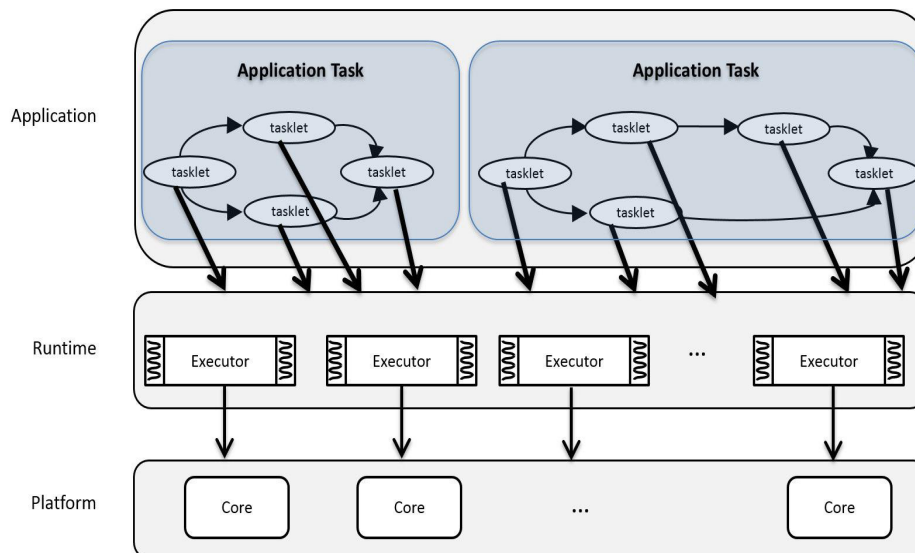 Application Task
Application Task
Application
tasklet
tasklet
tasklet
tasklet
tasklet
tasklet
tasklet
tasklet
tasklet
Runtime
Executor
Executor
Executor
...
Executor
Platform
Core
Core
...
Core